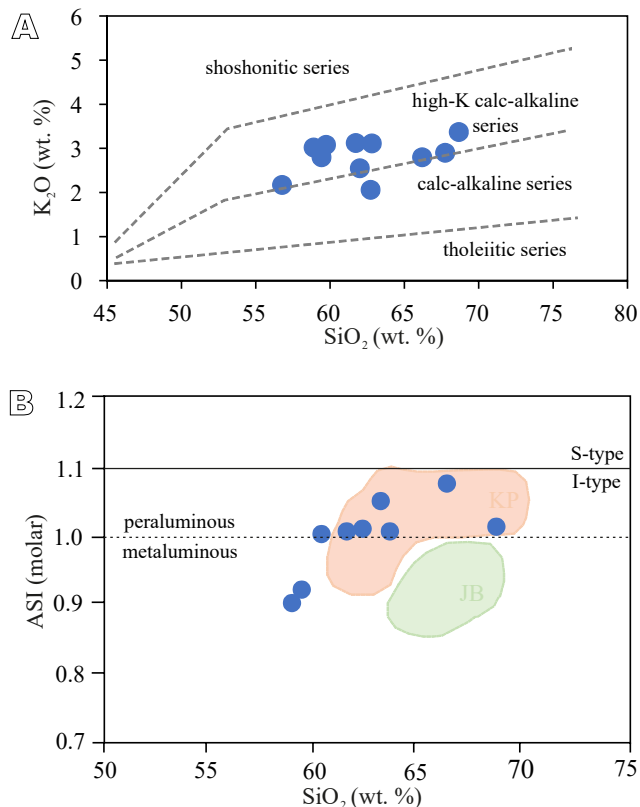 A
6
5
4
3
2
1
0
K₂O (wt. %)
shoshonitic series
high-K calc-alkaline
series
calc-alkaline series
tholeiitic series
45 50 55 60 65 70 80
SiO₂ (wt. %)
B
1.2
1.1
1.0
0.9
0.8
0.7
ASI (molar)
S-type
I-type
peraluminous
metaluminous
KP
JB
50 55 60 65 70 75
SiO₂ (wt. %)